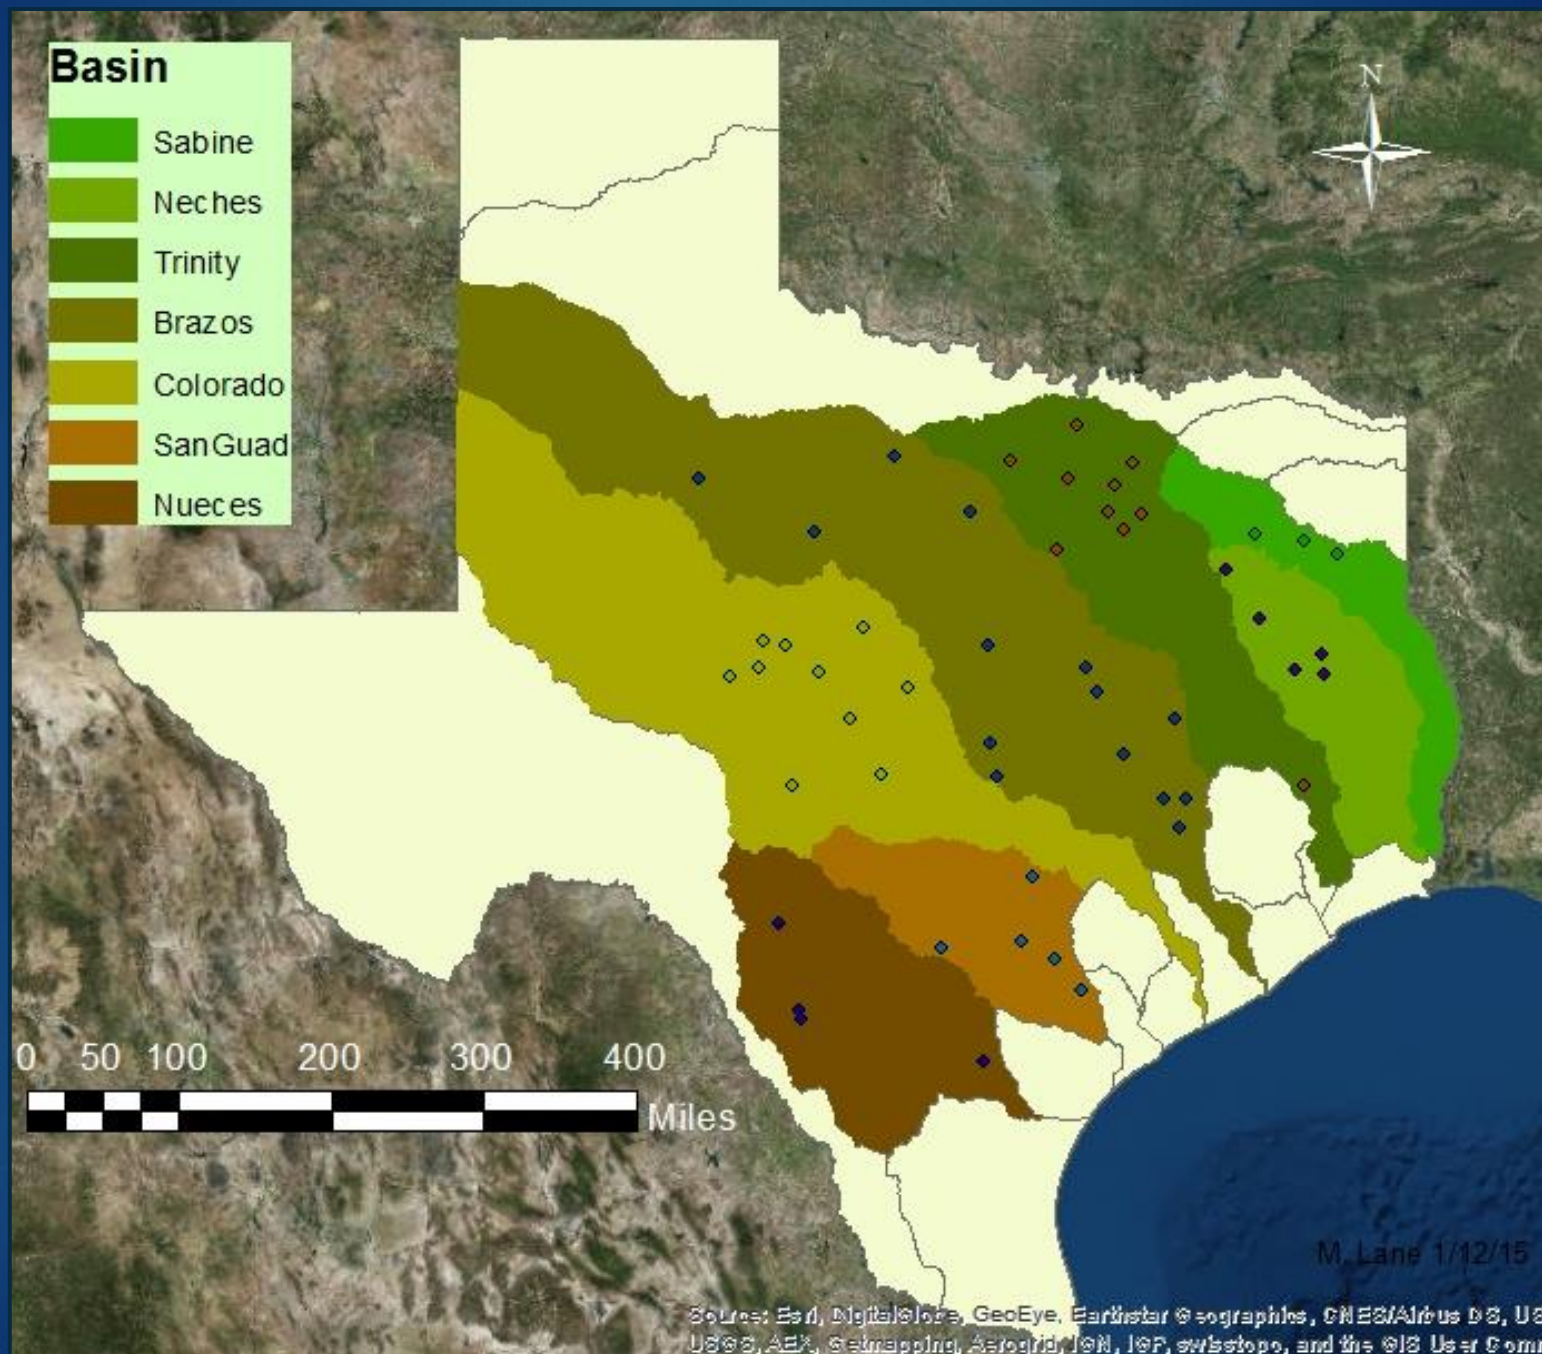 Basin
Sabine
Neches
Trinity
Brazos
Colorado
SanGuad
Nueces
N
0 50 100 200 300 400
Miles
M. Lane 1/12/15
Source: Esri, DigitalGlobe, GeoEye, Earthstar Geographics, CNES/Airbus DS, US
USGS, AEX, Getmapping, Aerogrid, IGN, IGP, swisstopo, and the GIS User Comm